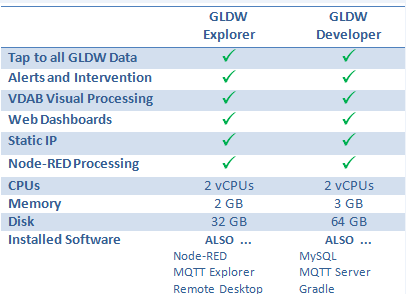 GLDW GLDW
Explorer Developer
Tap to all GLDW Data ✓ ✓
Alerts and Intervention ✓ ✓
VDAB Visual Processing ✓ ✓
Web Dashboards ✓ ✓
Static IP ✓ ✓
Node-RED Processing ✓ ✓
CPUs 2 vCPUs 2 vCPUs
Memory 2 GB 3 GB
Disk 32 GB 64 GB
Installed Software ALSO ... ALSO ...
Node-RED MySQL
MQTT Explorer MQTT Server
Remote Desktop Gradle